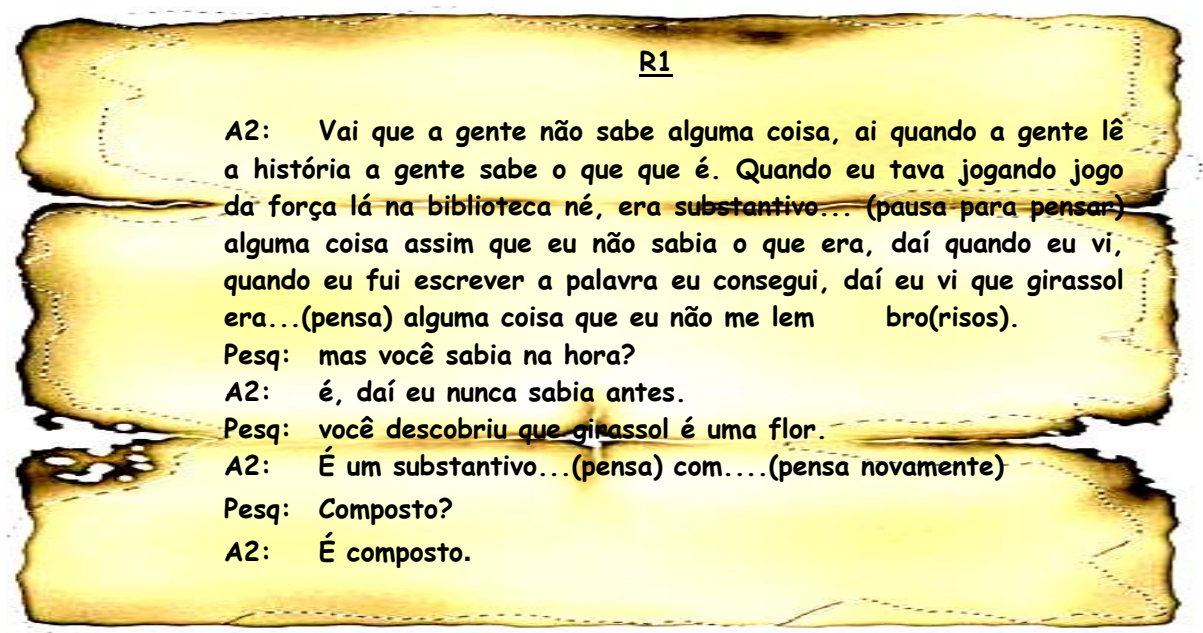 R1
A2: Vai que a gente não sabe alguma coisa, ai quando a gente lê
a história a gente sabe o que que é. Quando eu tava jogando jogo
da força lá na biblioteca né, era substantivo... (pausa para pensar)
alguma coisa assim que eu não sabia o que era, daí quando eu vi,
quando eu fui escrever a palavra eu consegui, daí eu vi que girassol
era...(pensa) alguma coisa que eu não me lem bro(risos).
Pesq: mas você sabia na hora?
A2: é, daí eu nunca sabia antes.
Pesq: você descobriu que girassol é uma flor.
A2: É um substantivo...(pensa) com....(pensa novamente)
Pesq: Composto?
A2: É composto.